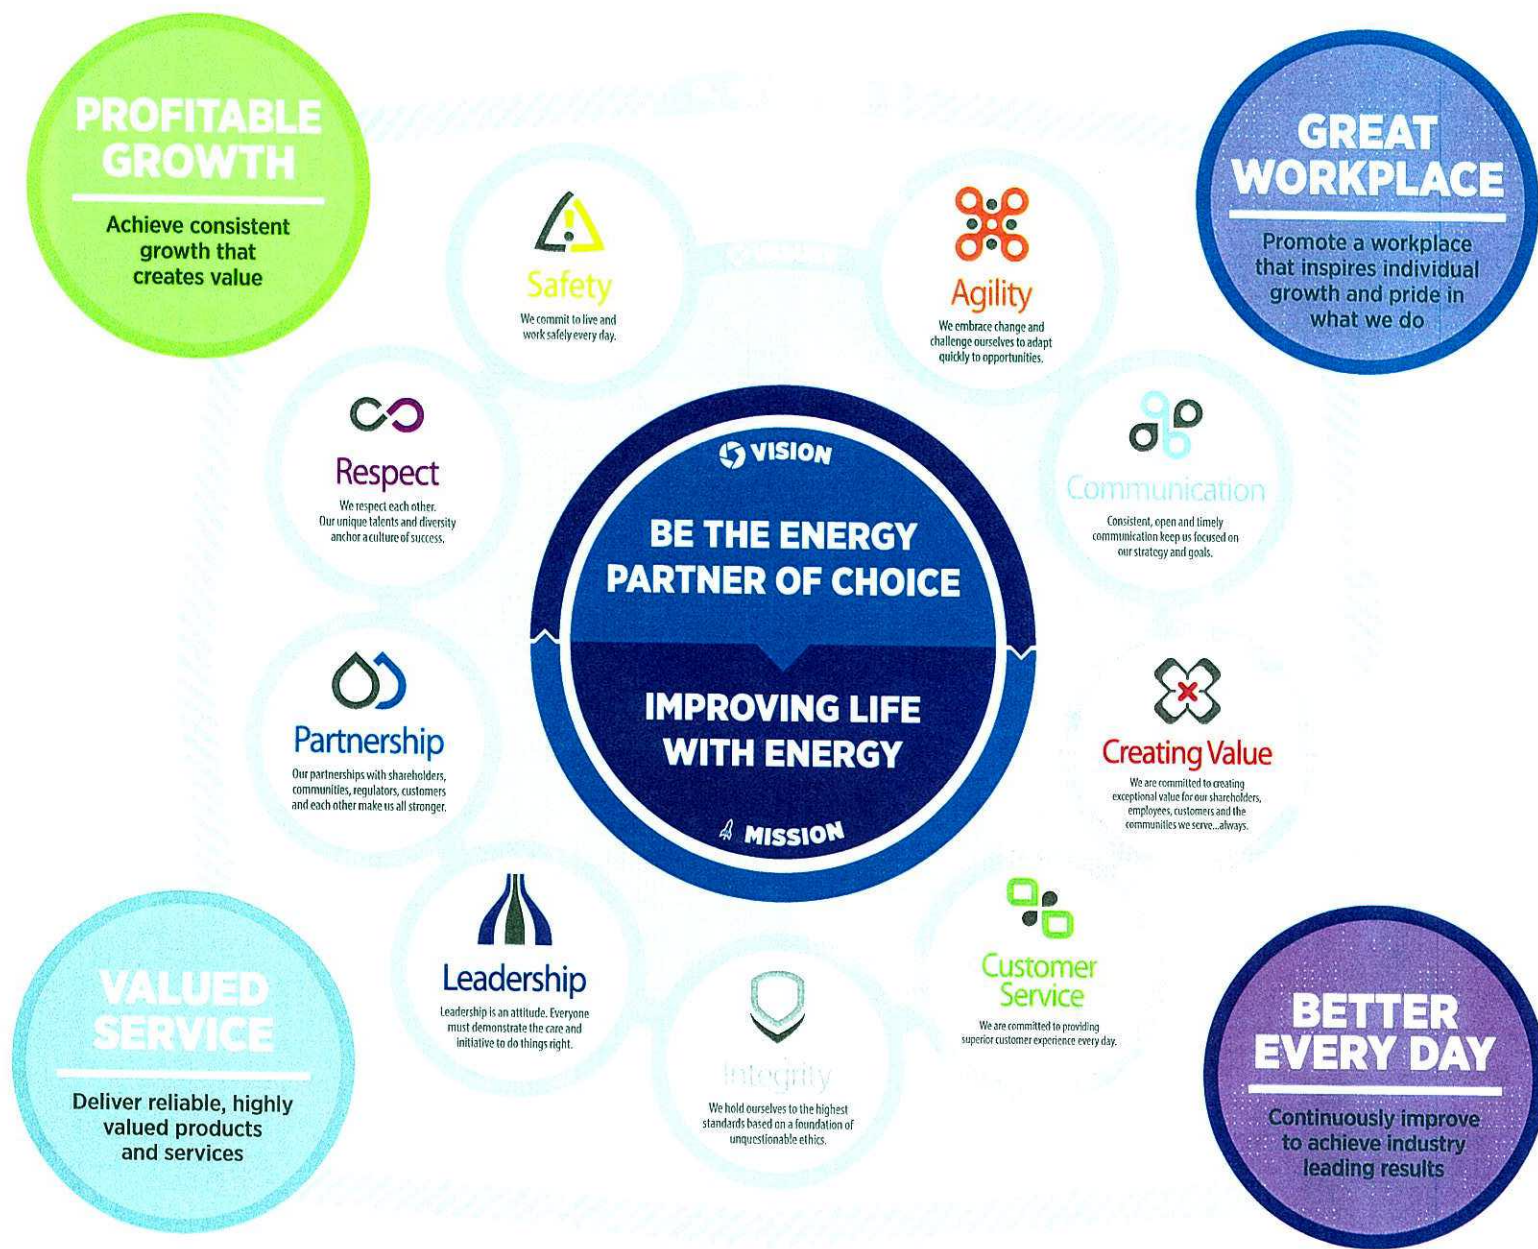 PROFITABLE
GROWTH
Achieve consistent
growth that
creates value
GREAT
WORKPLACE
Promote a workplace
that inspires individual
growth and pride in
what we do
Safety
We commit to live and
work safely every day.
Agility
We embrace change and
challenge ourselves to adapt
quickly to opportunities.
Respect
We respect each other.
Our unique talents and diversity
anchor a culture of success.
Communication
Consistent, open and timely
communication keep us focused on
our strategy and goals.
VISION
BE THE ENERGY
PARTNER OF CHOICE
IMPROVING LIFE
WITH ENERGY
MISSION
Partnership
Our partnerships with shareholders,
communities, regulators, customers
and each other make us all stronger.
Creating Value
We are committed to creating
exceptional value for our shareholders,
employees, customers and the
communities we serve...always.
Leadership
Leadership is an attitude. Everyone
must demonstrate the care and
initiative to do things right.
Customer
Service
We are committed to providing
superior customer experience every day.
Integrity
We hold ourselves to the highest
standards based on a foundation of
unquestionable ethics.
VALUED
SERVICE
Deliver reliable, highly
valued products
and services
BETTER
EVERY DAY
Continuously improve
to achieve industry
leading results